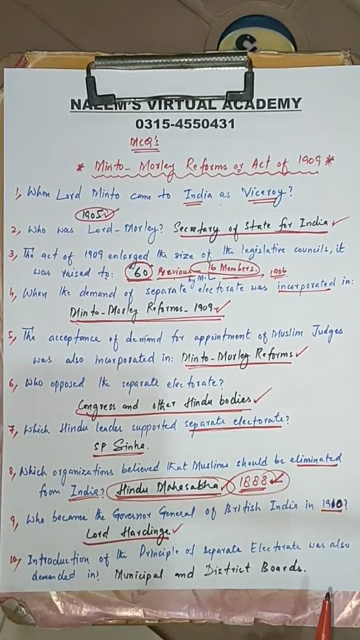 NAEEM'S VIRTUAL ACADEMY
0315-4550431
MCQ's
* Minto-Morley Reforms or Act of 1909 *
1, When Lord Minto came to India as Viceroy?
1905
2, Who was Lord-Morley? Secretary of State for India
3, The act of 1909 enlarged the size of the legislative councils, it
was raised to: 60 Previous 16 Members. 1906
by M.L
4, When the demand of separate electorate was incorporated in:
Minto-Morley Reforms-1909
5, The acceptance of demand for appointment of Muslim Judges
was also incorporated in: Minto-Morley Reforms
6, Who opposed the separate electorate?
Congress and other Hindu bodies
7, Which Hindu leader supported separate electorate?
SP Sinha.
8, Which organizations believed that Muslims should be eliminated
from India? Hindu Mahasabha 1888
9, Who became the Governor General of British India in 1910?
Lord Hardinge
10, Introduction of the Principle of separate Electorate was also
demanded in? Municipal and District Boards.